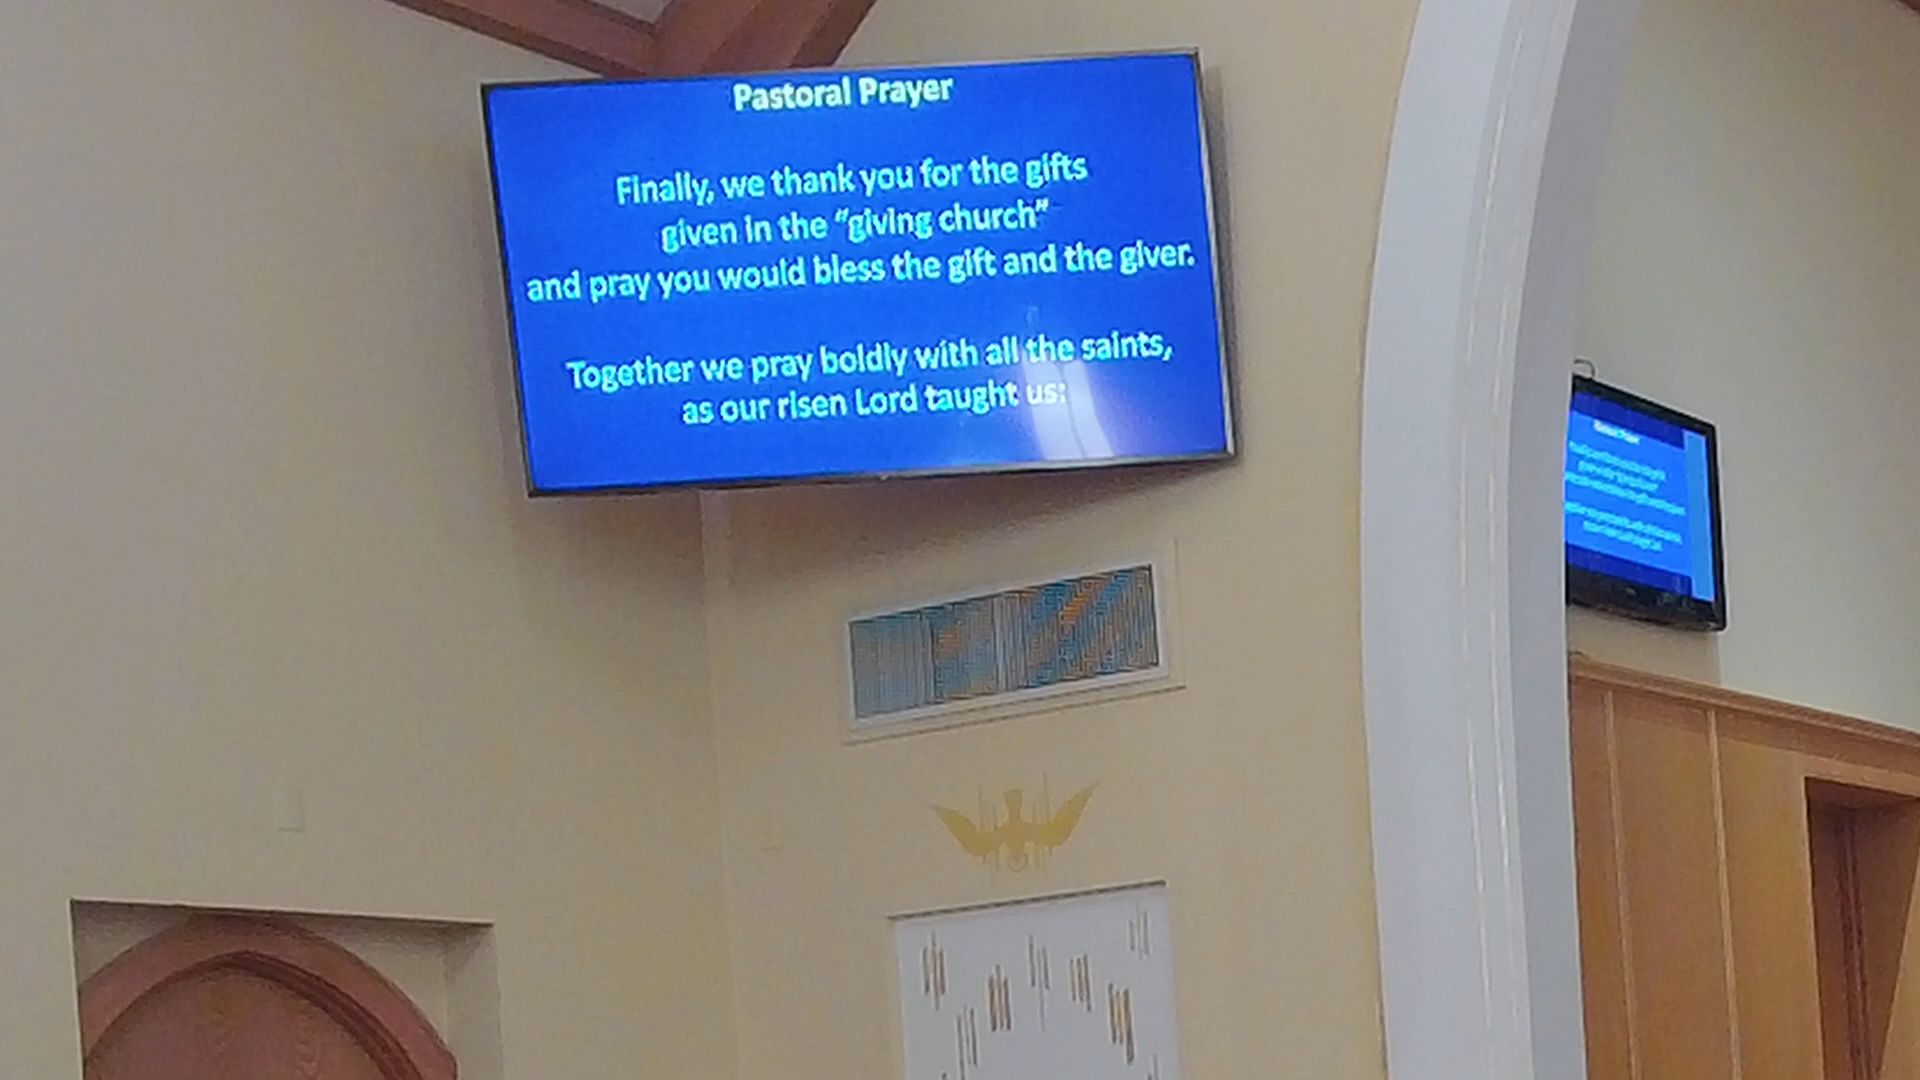 Pastoral Prayer
Finally, we thank you for the gifts
given in the "giving church"
and pray you would bless the gift and the giver.
Together we pray boldly with all the saints,
as our risen Lord taught us: